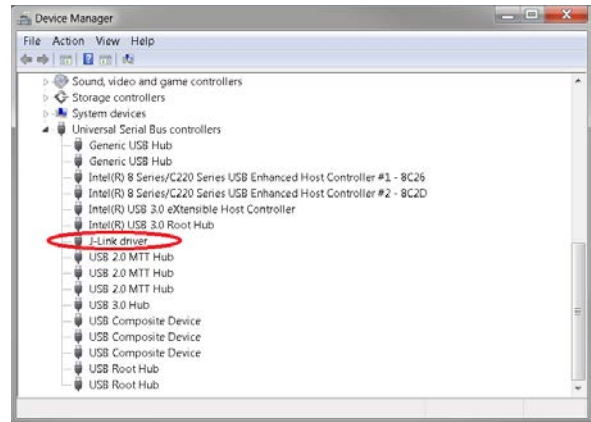 Device Manager
File Action View Help
Sound, video and game controllers
Storage controllers
System devices
Universal Serial Bus controllers
Generic USB Hub
Generic USB Hub
Intel(R) 8 Series/C220 Series USB Enhanced Host Controller #1 - 8C26
Intel(R) 8 Series/C220 Series USB Enhanced Host Controller #2 - 8C2D
Intel(R) USB 3.0 eXtensible Host Controller
Intel(R) USB 3.0 Root Hub
J-Link driver
USB 2.0 MTT Hub
USB 2.0 MTT Hub
USB 2.0 MTT Hub
USB 3.0 Hub
USB Composite Device
USB Composite Device
USB Composite Device
USB Root Hub
USB Root Hub